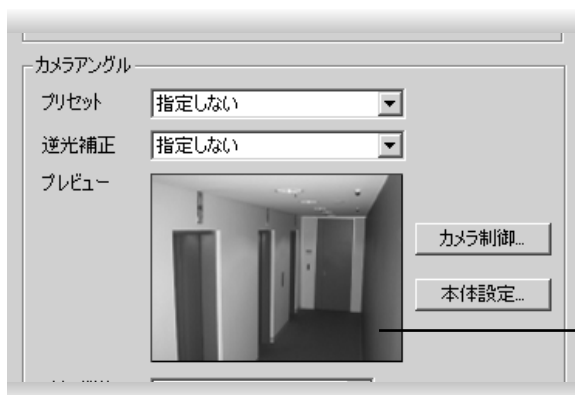 カメラアングル
プリセット 指定しない
逆光補正 指定しない
プレビュー
カメラ制御...
本体設定...